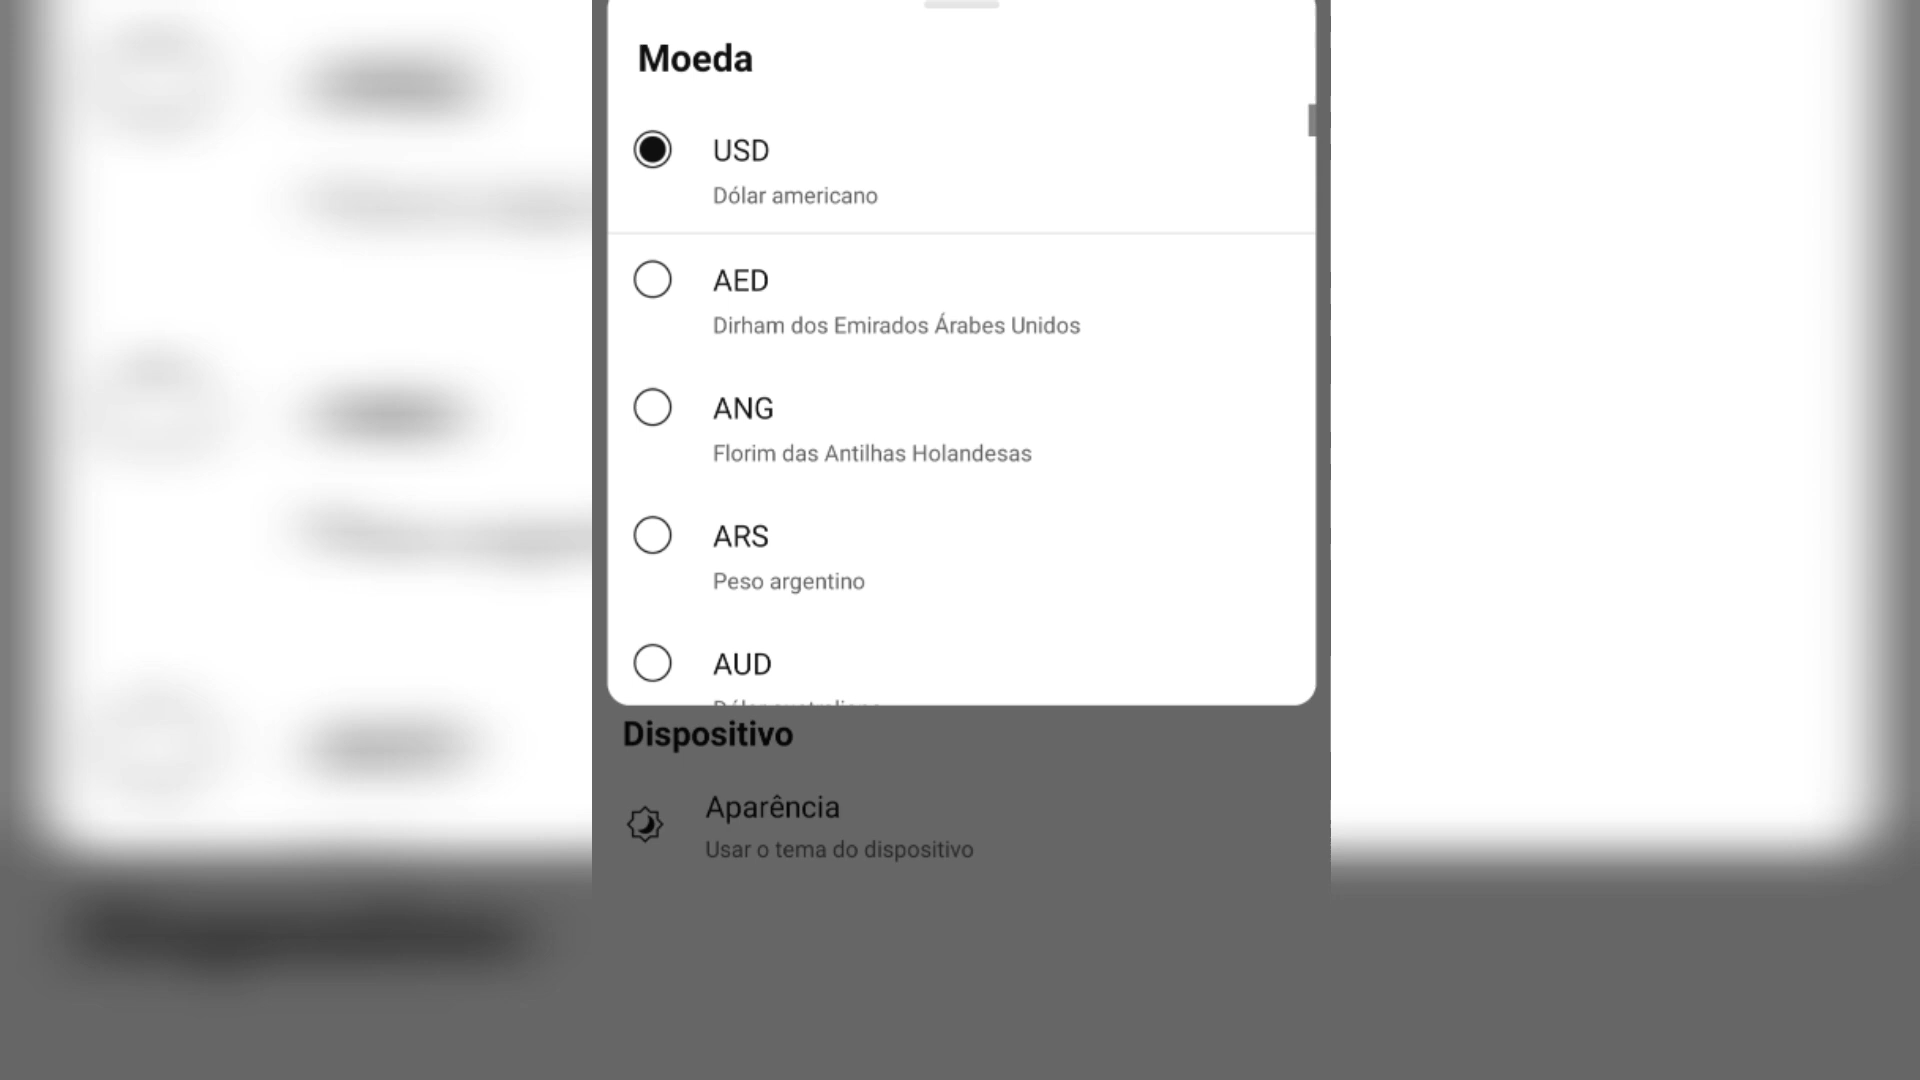 Moeda
USD
Dólar americano
AED
Dirham dos Emirados Árabes Unidos
ANG
Florim das Antilhas Holandesas
ARS
Peso argentino
AUD
Dispositivo
Aparência
Usar o tema do dispositivo